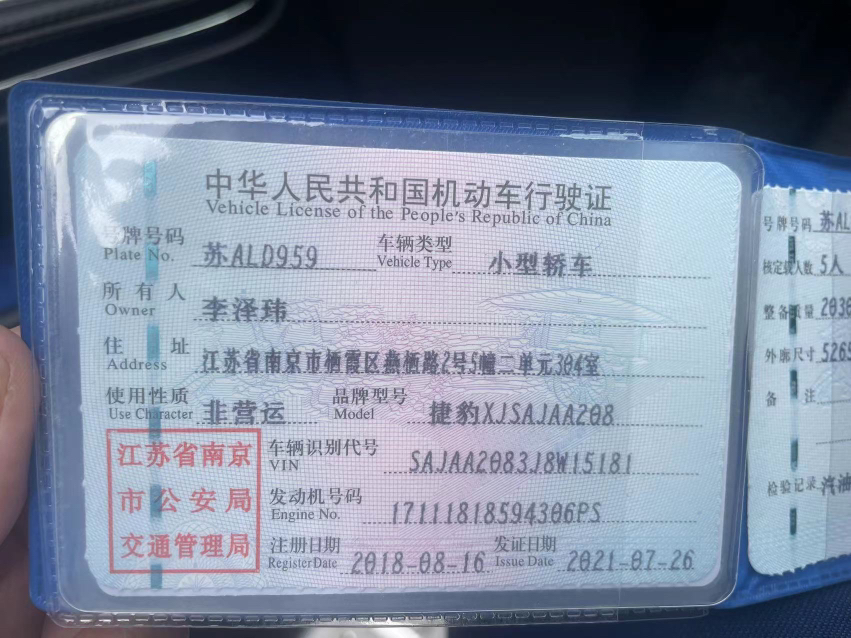 中华人民共和国机动车行驶证
Vehicle License of the People's Republic of China
号牌号码 苏ALD959 车辆类型 小型轿车
Plate No. Vehicle Type
所有人 李泽玮
Owner
住址 江苏省南京市栖霞区燕栖路2号5幢二单元304室
Address
使用性质 非营运 品牌型号 捷豹XJSAJAA208
Use Character Model
江苏省南京
市公安局
交通管理局
车辆识别代号 SAJAA2083J8W15181
VIN
发动机号码 17111818594306PS
Engine No.
注册日期 2018-08-16 发证日期 2021-07-26
Register Date Issue Date
号牌号码 苏AL
核定载人数 5人
整备质量 2030
外廓尺寸 5265
备注
检验记录 汽油